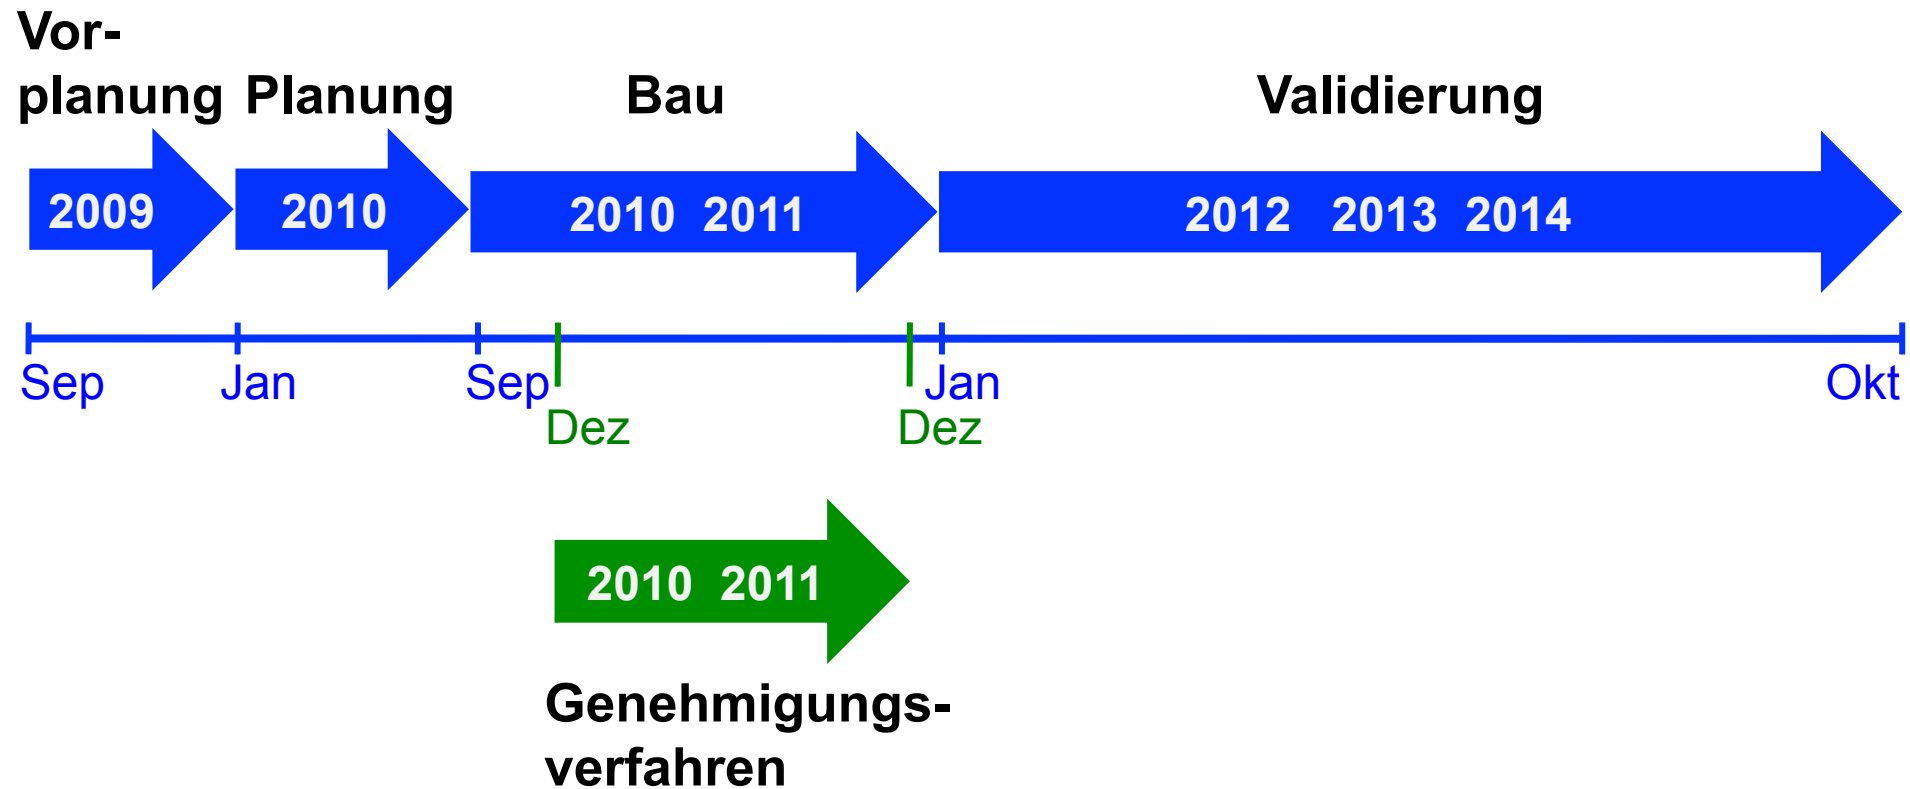 Vor-
planung Planung Bau Validierung
2009 2010 2010 2011 2012 2013 2014
Sep Jan Sep Jan Okt
Dez Dez
2010 2011
Genehmigungs-
verfahren